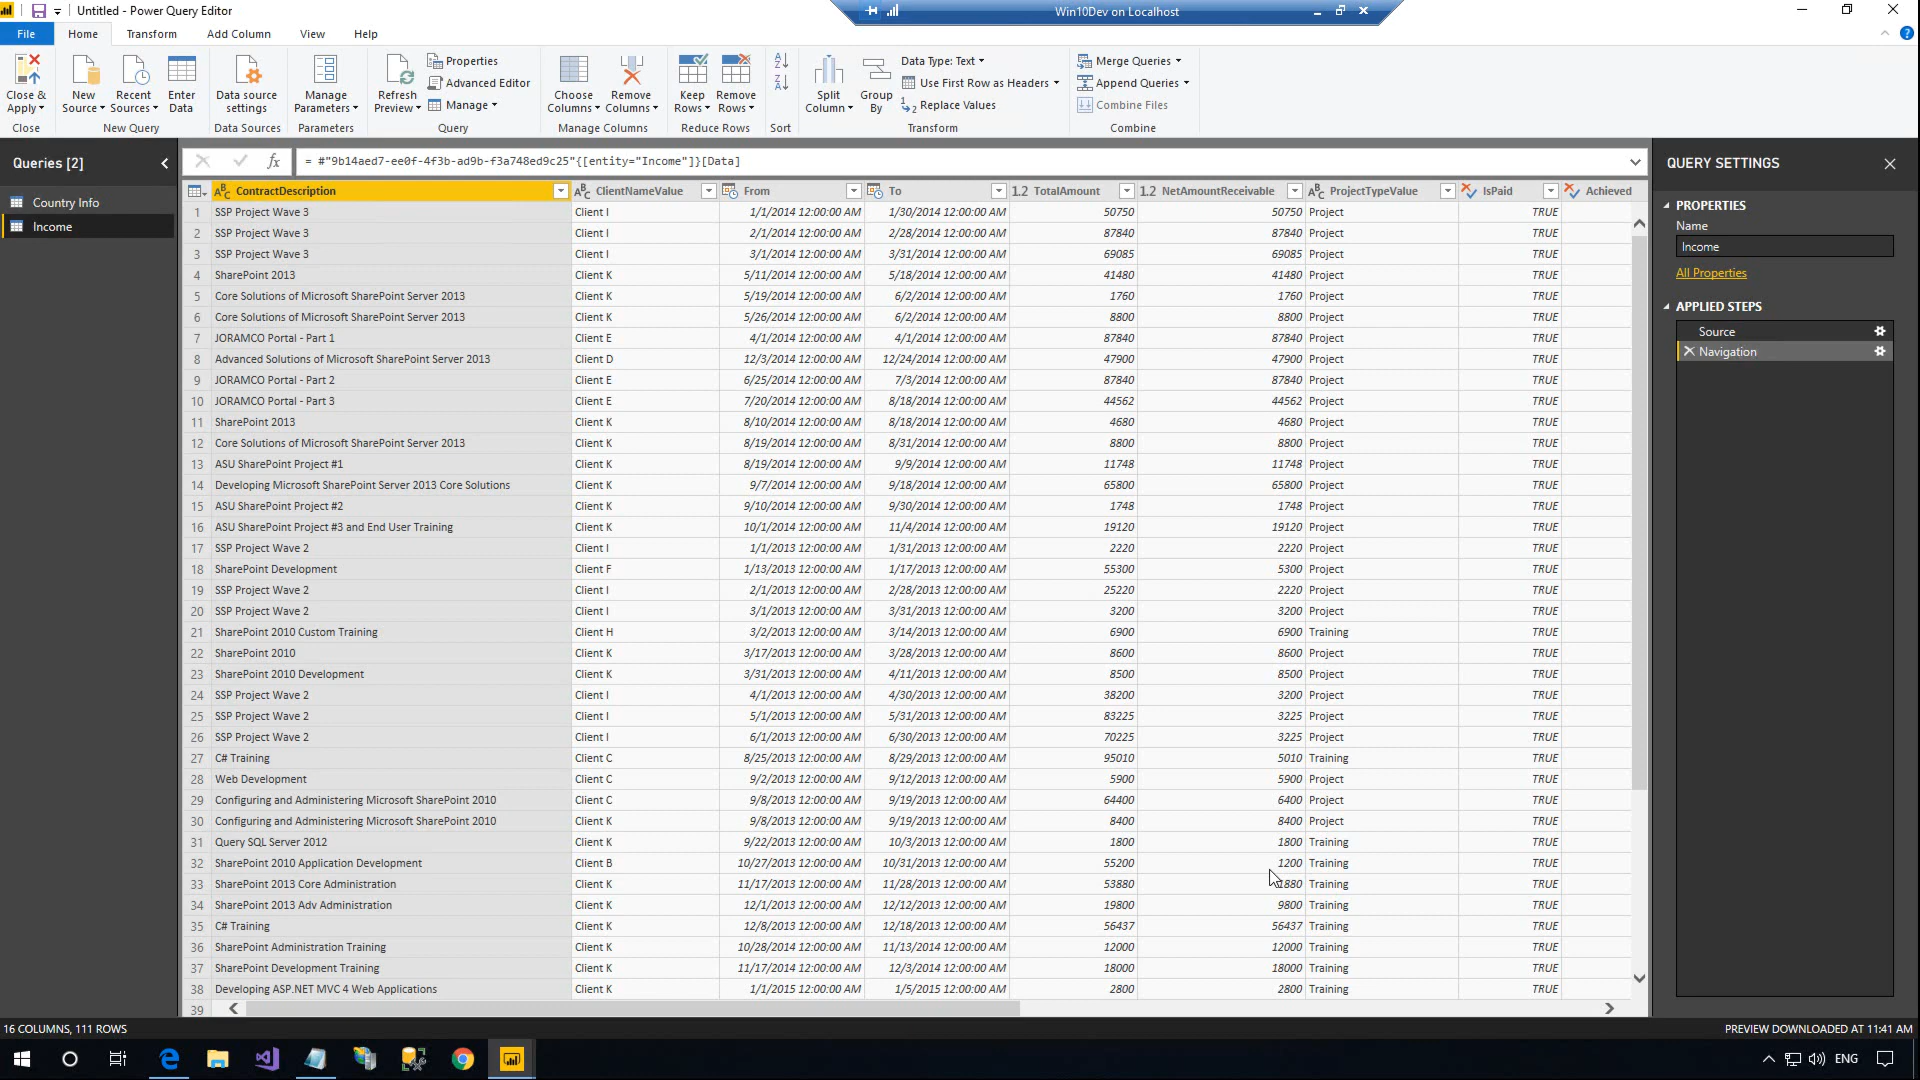 Untitled - Power Query Editor
Win10Dev on Localhost
File Home Transform Add Column View Help
Close & Apply
New Source
Recent Sources
Enter Data
Data source settings
Manage Parameters
Refresh Preview
Properties
Advanced Editor
Manage
Choose Columns
Remove Columns
Keep Rows
Remove Rows
Split Column
Group By
Data Type: Text
Use First Row as Headers
Replace Values
Merge Queries
Append Queries
Combine Files
Close New Query Data Sources Parameters Query Manage Columns Reduce Rows Sort Transform Combine
Queries [2]
Country Info
Income
fx = #"9b14aed7-ee0f-4f3b-ad9b-f3a748ed9c25"{[entity="Income"]}[Data]
ContractDescription ClientNameValue From To 1.2 TotalAmount 1.2 NetAmountReceivable ProjectTypeValue IsPaid Achieved
1 SSP Project Wave 3 Client I 1/1/2014 12:00:00 AM 1/30/2014 12:00:00 AM 50750 50750 Project TRUE
2 SSP Project Wave 3 Client I 2/1/2014 12:00:00 AM 2/28/2014 12:00:00 AM 87840 87840 Project TRUE
3 SSP Project Wave 3 Client I 3/1/2014 12:00:00 AM 3/31/2014 12:00:00 AM 69085 69085 Project TRUE
4 SharePoint 2013 Client K 5/11/2014 12:00:00 AM 5/18/2014 12:00:00 AM 41480 41480 Project TRUE
5 Core Solutions of Microsoft SharePoint Server 2013 Client K 5/19/2014 12:00:00 AM 6/2/2014 12:00:00 AM 1760 1760 Project TRUE
6 Core Solutions of Microsoft SharePoint Server 2013 Client K 5/26/2014 12:00:00 AM 6/2/2014 12:00:00 AM 8800 8800 Project TRUE
7 JORAMCO Portal - Part 1 Client E 4/1/2014 12:00:00 AM 4/1/2014 12:00:00 AM 87840 87840 Project TRUE
8 Advanced Solutions of Microsoft SharePoint Server 2013 Client D 12/3/2014 12:00:00 AM 12/24/2014 12:00:00 AM 47900 47900 Project TRUE
9 JORAMCO Portal - Part 2 Client E 6/25/2014 12:00:00 AM 7/3/2014 12:00:00 AM 87840 87840 Project TRUE
10 JORAMCO Portal - Part 3 Client E 7/20/2014 12:00:00 AM 8/18/2014 12:00:00 AM 44562 44562 Project TRUE
11 SharePoint 2013 Client K 8/10/2014 12:00:00 AM 8/18/2014 12:00:00 AM 4680 4680 Project TRUE
12 Core Solutions of Microsoft SharePoint Server 2013 Client K 8/19/2014 12:00:00 AM 8/31/2014 12:00:00 AM 8800 8800 Project TRUE
13 ASU SharePoint Project #1 Client K 8/19/2014 12:00:00 AM 9/9/2014 12:00:00 AM 11748 11748 Project TRUE
14 Developing Microsoft SharePoint Server 2013 Core Solutions Client K 9/7/2014 12:00:00 AM 9/18/2014 12:00:00 AM 65800 65800 Project TRUE
15 ASU SharePoint Project #2 Client K 9/10/2014 12:00:00 AM 9/30/2014 12:00:00 AM 1748 1748 Project TRUE
16 ASU SharePoint Project #3 and End User Training Client K 10/1/2014 12:00:00 AM 11/4/2014 12:00:00 AM 19120 19120 Project TRUE
17 SSP Project Wave 2 Client I 1/1/2013 12:00:00 AM 1/31/2013 12:00:00 AM 2220 2220 Project TRUE
18 SharePoint Development Client F 1/13/2013 12:00:00 AM 1/17/2013 12:00:00 AM 55300 5300 Project TRUE
19 SSP Project Wave 2 Client I 2/1/2013 12:00:00 AM 2/28/2013 12:00:00 AM 25220 2220 Project TRUE
20 SSP Project Wave 2 Client I 3/1/2013 12:00:00 AM 3/31/2013 12:00:00 AM 3200 3200 Project TRUE
21 SharePoint 2010 Custom Training Client H 3/2/2013 12:00:00 AM 3/14/2013 12:00:00 AM 6900 6900 Training TRUE
22 SharePoint 2010 Client K 3/17/2013 12:00:00 AM 3/28/2013 12:00:00 AM 8600 8600 Project TRUE
23 SharePoint 2010 Development Client K 3/31/2013 12:00:00 AM 4/11/2013 12:00:00 AM 8500 8500 Project TRUE
24 SSP Project Wave 2 Client I 4/1/2013 12:00:00 AM 4/30/2013 12:00:00 AM 38200 3200 Project TRUE
25 SSP Project Wave 2 Client I 5/1/2013 12:00:00 AM 5/31/2013 12:00:00 AM 83225 3225 Project TRUE
26 SSP Project Wave 2 Client I 6/1/2013 12:00:00 AM 6/30/2013 12:00:00 AM 70225 3225 Project TRUE
27 C# Training Client C 8/25/2013 12:00:00 AM 8/29/2013 12:00:00 AM 95010 5010 Training TRUE
28 Web Development Client C 9/2/2013 12:00:00 AM 9/12/2013 12:00:00 AM 5900 5900 Project TRUE
29 Configuring and Administering Microsoft SharePoint 2010 Client C 9/8/2013 12:00:00 AM 9/19/2013 12:00:00 AM 64400 6400 Project TRUE
30 Configuring and Administering Microsoft SharePoint 2010 Client K 9/8/2013 12:00:00 AM 9/19/2013 12:00:00 AM 8400 8400 Project TRUE
31 Query SQL Server 2012 Client K 9/22/2013 12:00:00 AM 10/3/2013 12:00:00 AM 1800 1800 Training TRUE
32 SharePoint 2010 Application Development Client B 10/27/2013 12:00:00 AM 10/31/2013 12:00:00 AM 55200 1200 Training TRUE
33 SharePoint 2013 Core Administration Client K 11/17/2013 12:00:00 AM 11/28/2013 12:00:00 AM 53880 1880 Training TRUE
34 SharePoint 2013 Adv Administration Client K 12/1/2013 12:00:00 AM 12/12/2013 12:00:00 AM 19800 9800 Training TRUE
35 C# Training Client K 12/8/2013 12:00:00 AM 12/18/2013 12:00:00 AM 56437 56437 Training TRUE
36 SharePoint Administration Training Client K 10/28/2014 12:00:00 AM 11/13/2014 12:00:00 AM 12000 12000 Training TRUE
37 SharePoint Development Training Client K 11/17/2014 12:00:00 AM 12/3/2014 12:00:00 AM 18000 18000 Training TRUE
38 Developing ASP.NET MVC 4 Web Applications Client K 1/1/2015 12:00:00 AM 1/5/2015 12:00:00 AM 2800 2800 Training TRUE
39
QUERY SETTINGS
PROPERTIES
Name
Income
All Properties
APPLIED STEPS
Source
Navigation
16 COLUMNS, 111 ROWS
PREVIEW DOWNLOADED AT 11:41 AM
ENG